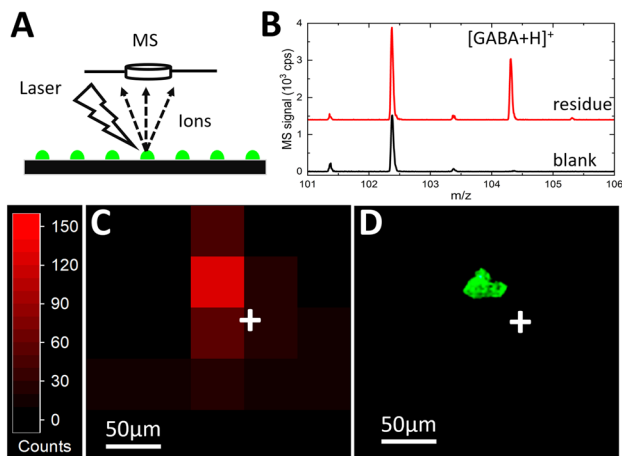 A
MS
Laser
Ions
B
[GABA+H]+
MS signal (10³ cps)
4
3
2
1
0
residue
blank
101 102 103 104 105 106
m/z
150
120
90
60
30
0
Counts
C
50µm
D
50µm